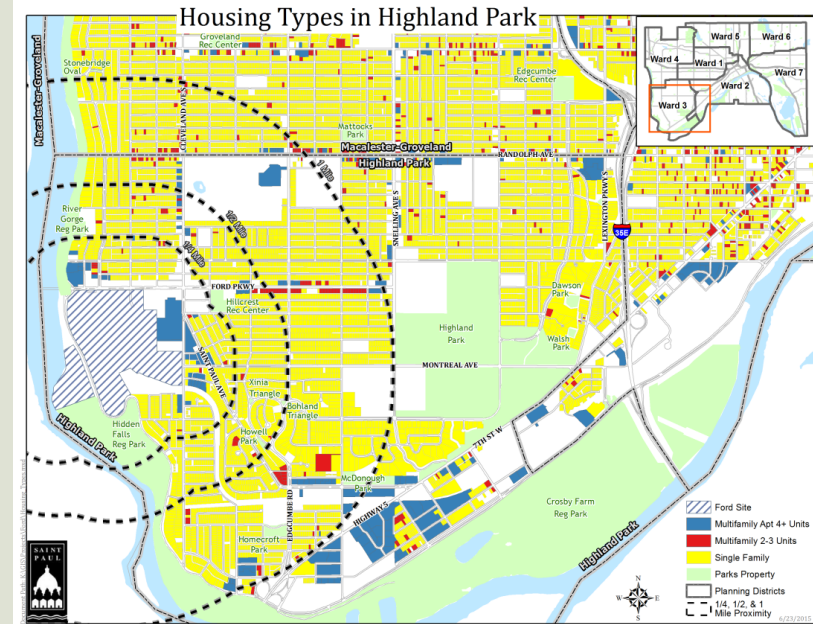 Housing Types in Highland Park
Groveland
Rec Center
Stonebridge
Oval
Edgcumbe
Rec Center
Macalester-Groveland
CLEVELAND AVE S
Mattocks
Park
Macalester-Groveland
RANDOLPH AVE
Highland Park
1 Mile
River
Gorge
Reg Park
1/2 Mile
1/4 Mile
SNELLING AVE S
LEXINGTON PKWY S
35E
FORD PKWY
Hillcrest
Rec Center
Dawson
Park
Highland
Park
Walsh
Park
SAINT PAUL AVE
MONTREAL AVE
Xinia
Triangle
Bohland
Triangle
Hidden
Falls
Reg Park
Highland Park
Howell
Park
7TH ST W
McDonough
Park
EDGCUMBE RD
HIGHWAY 5
Crosby Farm
Reg Park
Homecroft
Park
Highland Park
Ward 5
Ward 6
Ward 4
Ward 1
Ward 7
Ward 2
Ward 3
Ford Site
Multifamily Apt 4+ Units
Multifamily 2-3 Units
Single Family
Parks Property
Planning Districts
1/4, 1/2, & 1
Mile Proximity
N
W
E
S
6/23/2015
SAINT
PAUL